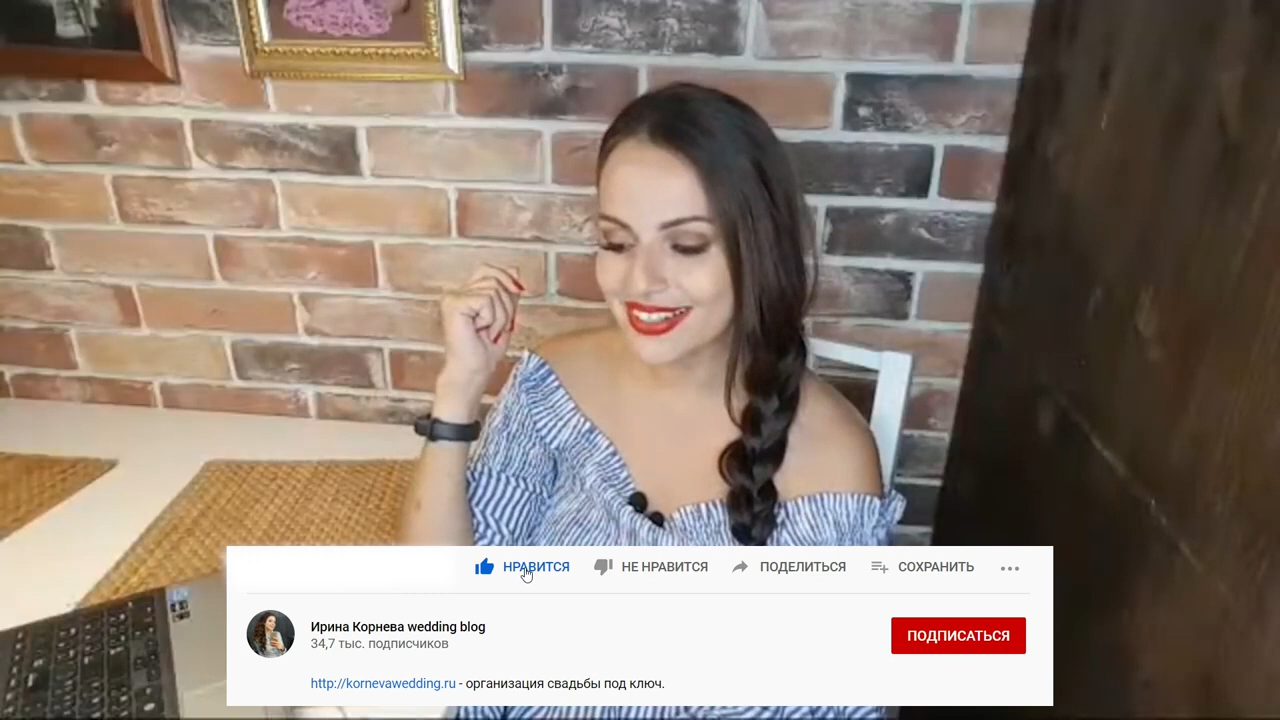 НРАВИТСЯ НЕ НРАВИТСЯ ПОДЕЛИТЬСЯ СОХРАНИТЬ
Ирина Корнева wedding blog
34,7 тыс. подписчиков
ПОДПИСАТЬСЯ
http://kornevawedding.ru - организация свадьбы под ключ.